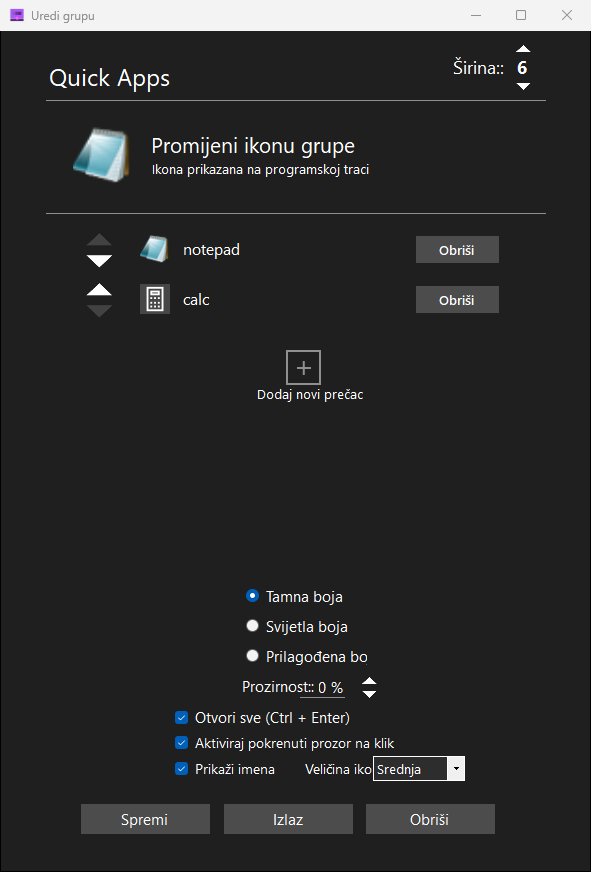 Uredi grupu
Quick Apps
Širina:: 6
Promijeni ikonu grupe
Ikona prikazana na programskoj traci
notepad
Obriši
calc
Obriši
Dodaj novi prečac
Tamna boja
Svijetla boja
Prilagođena bo
Prozirnost:: 0 %
Otvori sve (Ctrl + Enter)
Aktiviraj pokrenuti prozor na klik
Prikaži imena Veličina iko Srednja
Spremi Izlaz Obriši